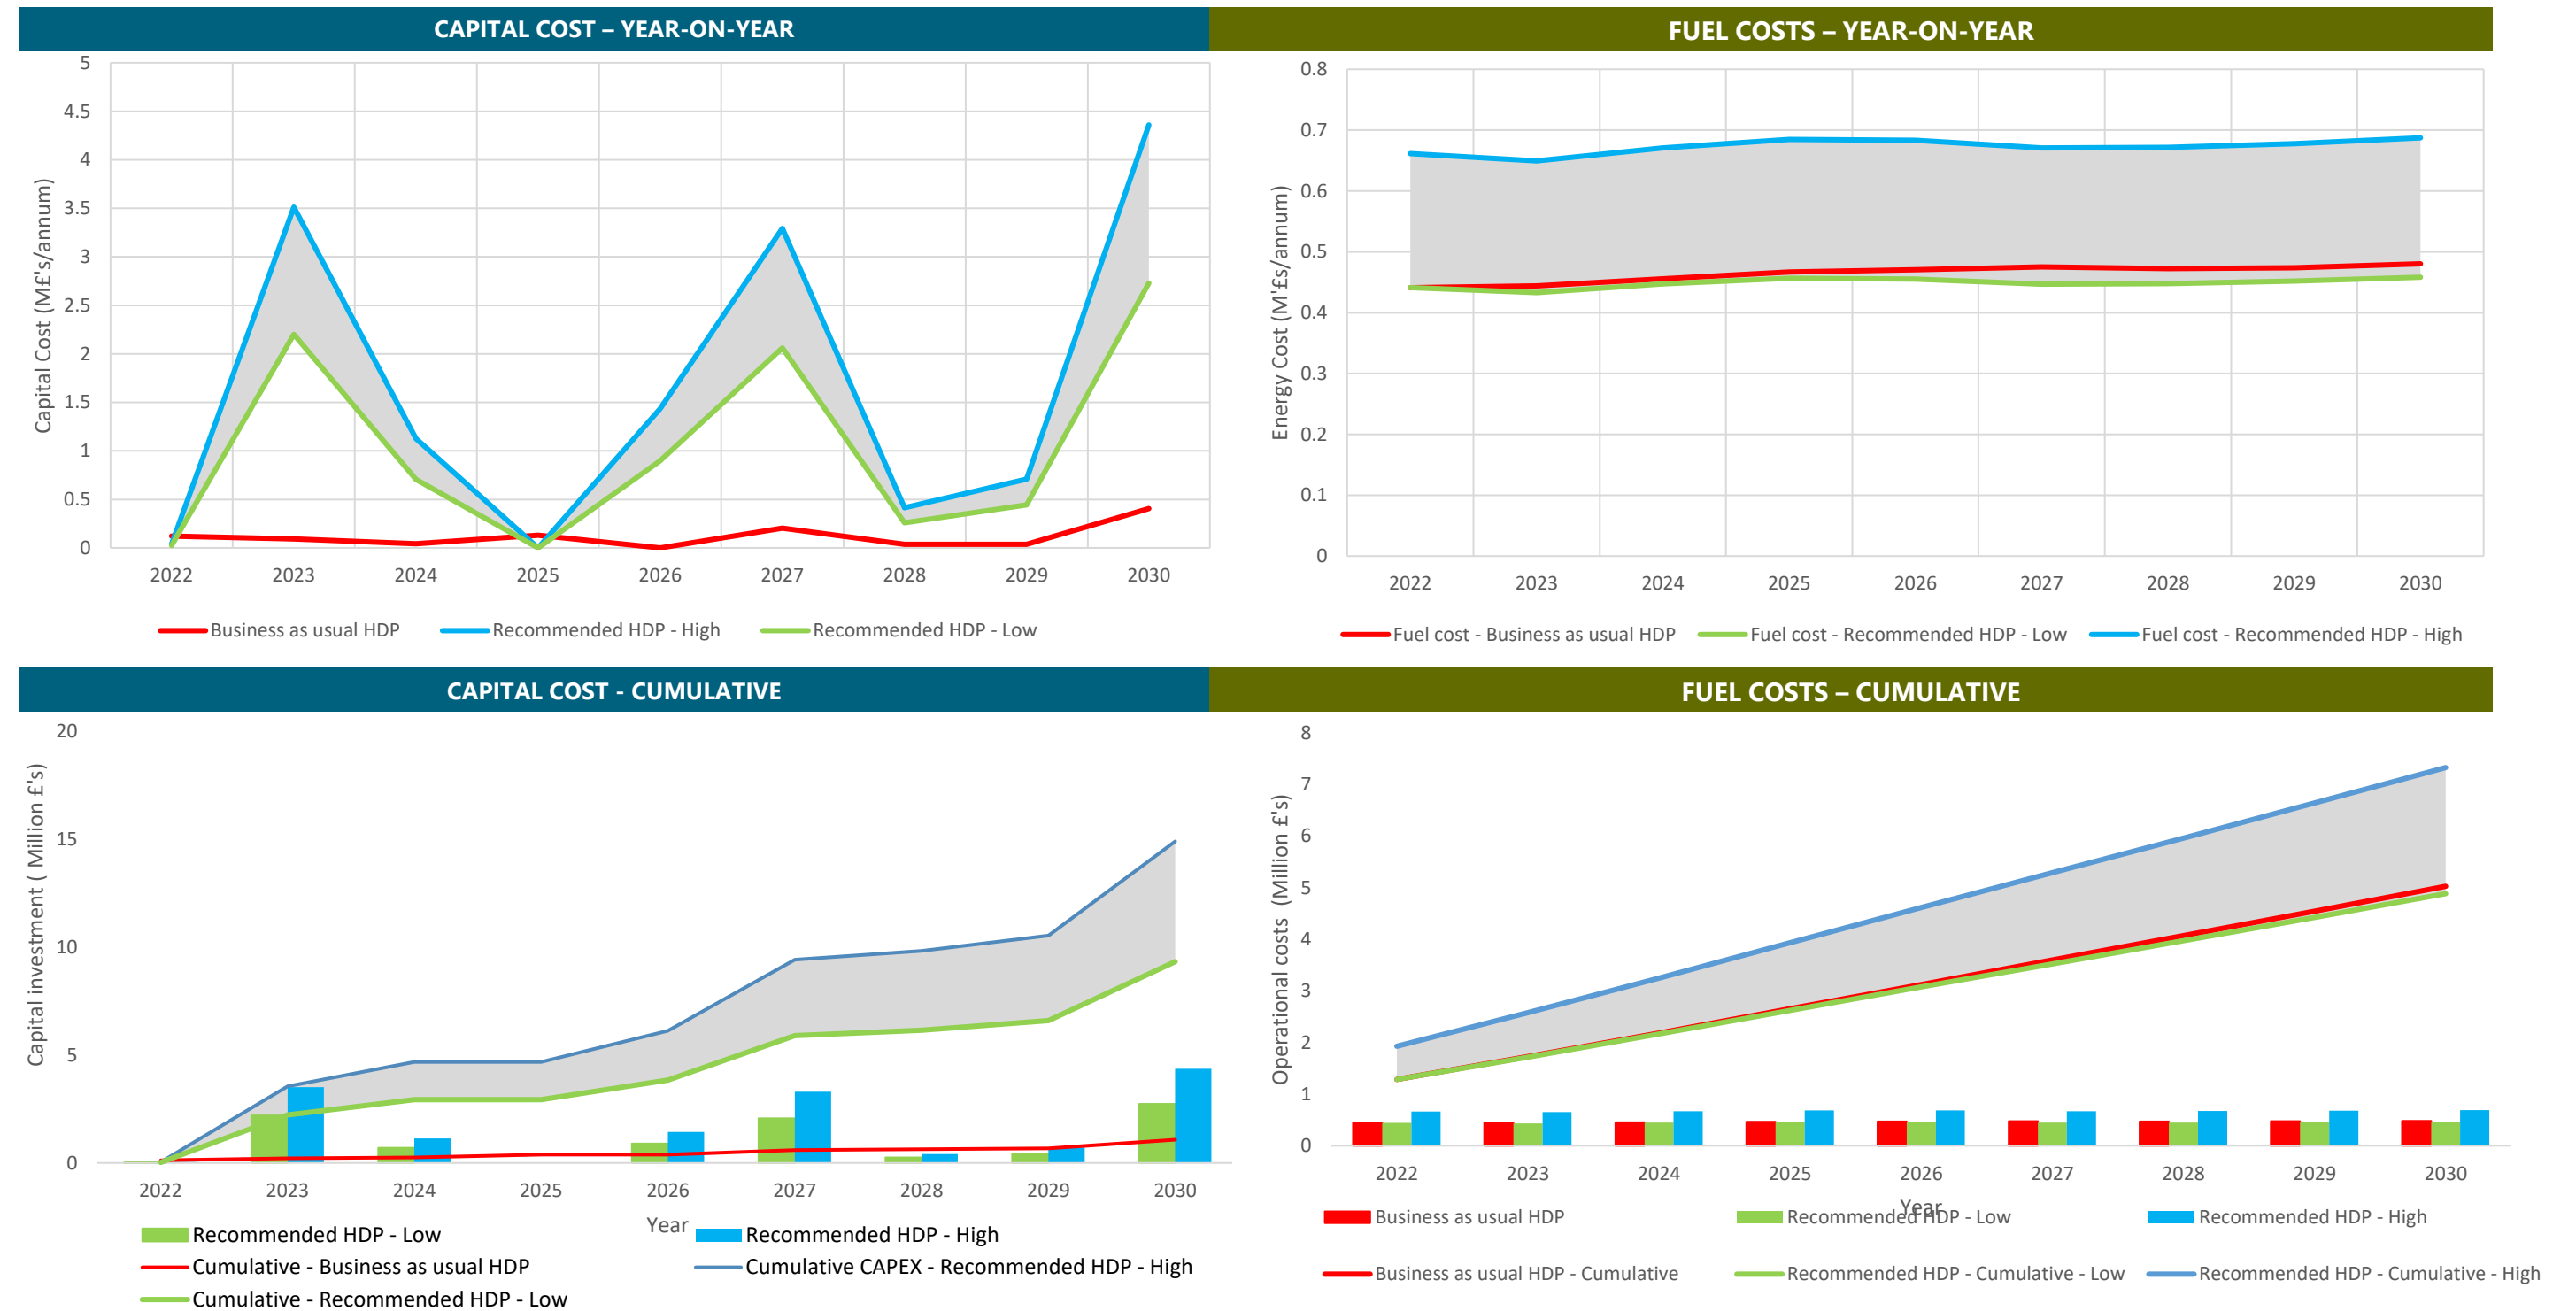 CAPITAL COST – YEAR-ON-YEAR
5
4.5
4
3.5
3
2.5
2
1.5
1
0.5
0
Capital Cost (M£'s/annum)
2022 2023 2024 2025 2026 2027 2028 2029 2030
Business as usual HDP Recommended HDP - High Recommended HDP - Low
FUEL COSTS – YEAR-ON-YEAR
0.8
0.7
0.6
0.5
0.4
0.3
0.2
0.1
0
Energy Cost (M'£s/annum)
2022 2023 2024 2025 2026 2027 2028 2029 2030
Fuel cost - Business as usual HDP Fuel cost - Recommended HDP - Low Fuel cost - Recommended HDP - High
CAPITAL COST - CUMULATIVE
20
15
10
5
0
Capital investment ( Million £'s)
2022 2023 2024 2025 2026 2027 2028 2029 2030
Year
Recommended HDP - Low Recommended HDP - High
Cumulative - Business as usual HDP Cumulative CAPEX - Recommended HDP - High
Cumulative - Recommended HDP - Low
FUEL COSTS – CUMULATIVE
8
7
6
5
4
3
2
1
0
Operational costs (Million £'s)
2022 2023 2024 2025 2026 2027 2028 2029 2030
Year
Business as usual HDP Recommended HDP - Low Recommended HDP - High
Business as usual HDP - Cumulative Recommended HDP - Cumulative - Low Recommended HDP - Cumulative - High